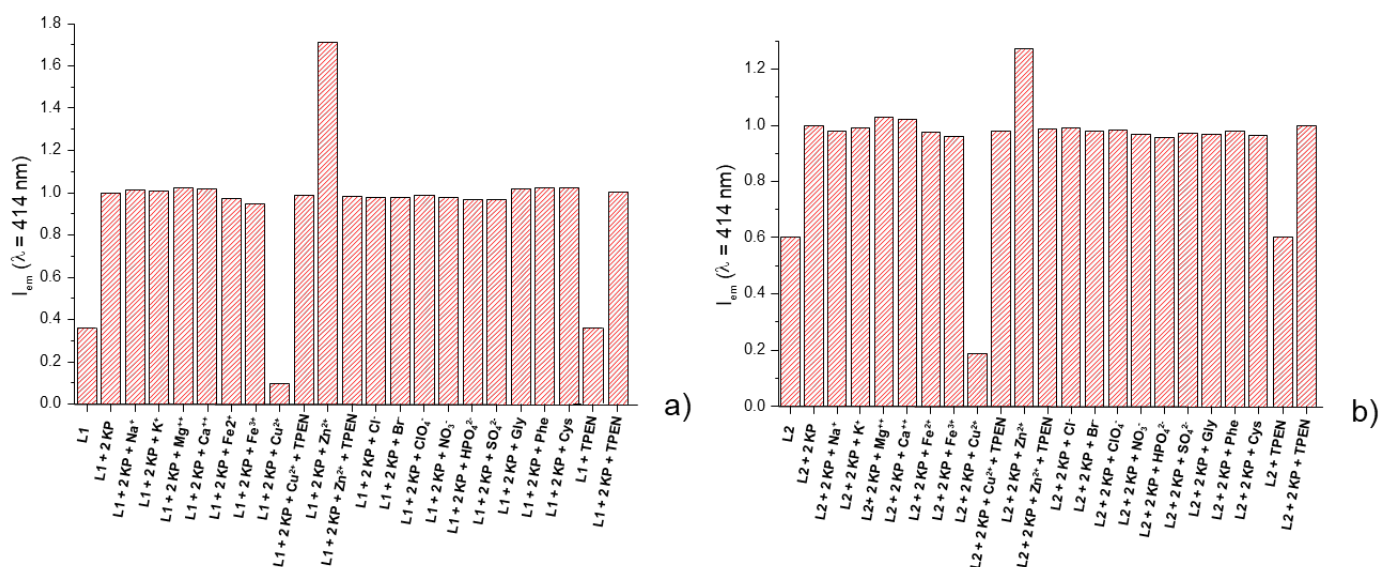 1.8
1.6
1.4
1.2
1.0
0.8
0.6
0.4
0.2
0.0
I_em (λ = 414 nm)
L1
L1 + 2 KP
L1 + 2 KP + Na⁺
L1 + 2 KP + K⁺
L1 + 2 KP + Mg⁺⁺
L1 + 2 KP + Ca⁺⁺
L1 + 2 KP + Fe2⁺
L1 + 2 KP + Fe³⁺
L1 + 2 KP + Cu²⁺
L1 + 2 KP + Cu²⁺ + TPEN
L1 + 2 KP + Zn²⁺
L1 + 2 KP + Zn²⁺ + TPEN
L1 + 2 KP + Cl⁻
L1 + 2 KP + Br⁻
L1 + 2 KP + ClO₄⁻
L1 + 2 KP + NO₃⁻
L1 + 2 KP + HPO₄²⁻
L1 + 2 KP + SO₄²⁻
L1 + 2 KP + Gly
L1 + 2 KP + Phe
L1 + 2 KP + Cys
L1 + TPEN
L1 + 2 KP + TPEN
a)
1.2
1.0
0.8
0.6
0.4
0.2
0.0
I_em (λ = 414 nm)
L2
L2 + 2 KP
L2+ 2 KP + Na⁺
L2+ 2 KP + K⁺
L2+ 2 KP + Mg⁺⁺
L2+ 2 KP + Ca⁺⁺
L2 + 2 KP + Fe²⁺
L2 + 2 KP + Fe³⁺
L2 + 2 KP + Cu²⁺
L2 + 2 KP + Cu²⁺ + TPEN
L2 + 2 KP + Zn²⁺
L2 + 2 KP + Zn²⁺ + TPEN
L2 + 2 KP + Cl⁻
L2+ 2 KP + Br⁻
L2+ 2 KP + ClO₄⁻
L2+ 2 KP + NO₃⁻
L2+ 2 KP + HPO₄²⁻
L2+ 2 KP + SO₄²⁻
L2+ 2 KP + Gly
L2+ 2 KP + Phe
L2+ 2 KP + Cys
L2 + TPEN
L2 + 2 KP + TPEN
b)